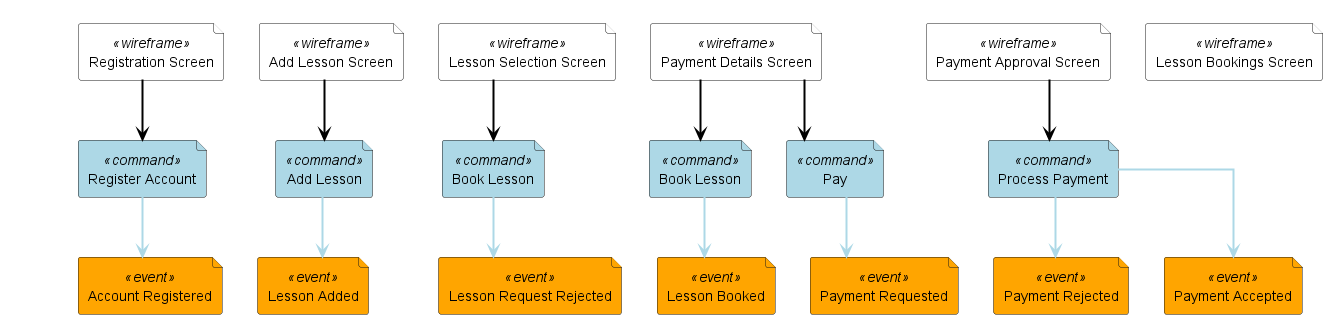 «wireframe»
Registration Screen
«wireframe»
Add Lesson Screen
«wireframe»
Lesson Selection Screen
«wireframe»
Payment Details Screen
«wireframe»
Payment Approval Screen
«wireframe»
Lesson Bookings Screen
«command»
Register Account
«command»
Add Lesson
«command»
Book Lesson
«command»
Book Lesson
«command»
Pay
«command»
Process Payment
«event»
Account Registered
«event»
Lesson Added
«event»
Lesson Request Rejected
«event»
Lesson Booked
«event»
Payment Requested
«event»
Payment Rejected
«event»
Payment Accepted